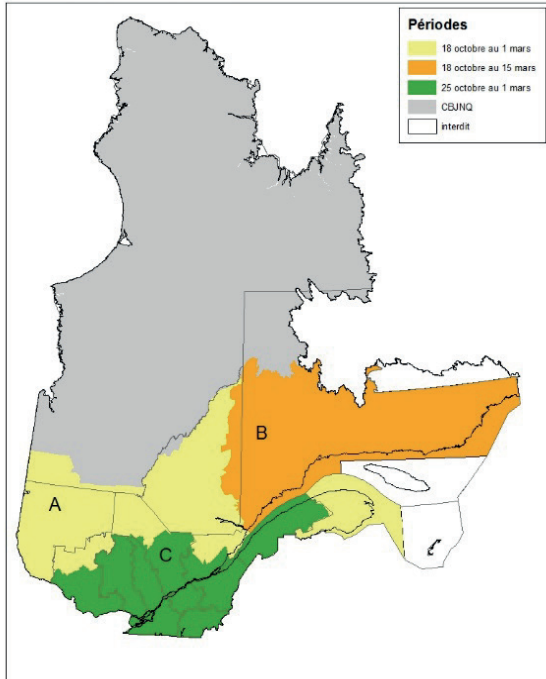 Périodes
18 octobre au 1 mars
18 octobre au 15 mars
25 octobre au 1 mars
CBJNQ
interdit
B
A
C